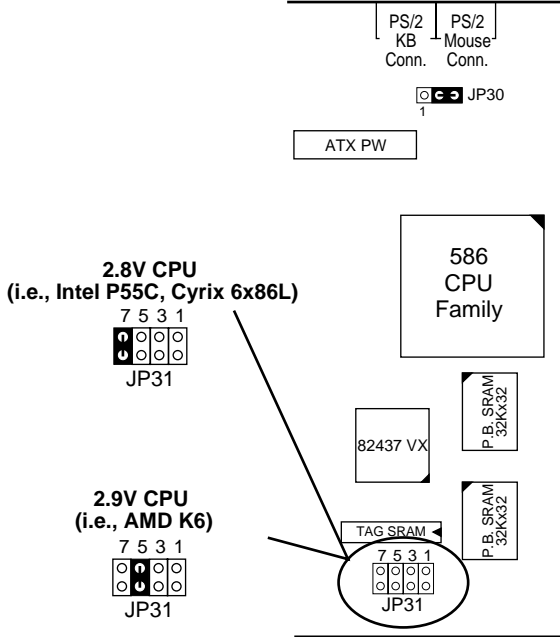 PS/2 PS/2
KB Mouse
Conn. Conn.
JP30
1
ATX PW
586
CPU
Family
2.8V CPU
(i.e., Intel P55C, Cyrix 6x86L)
7 5 3 1
JP31
P.B. SRAM
32Kx32
82437 VX
2.9V CPU
(i.e., AMD K6)
7 5 3 1
JP31
TAG SRAM
7 5 3 1
JP31
P.B. SRAM
32Kx32